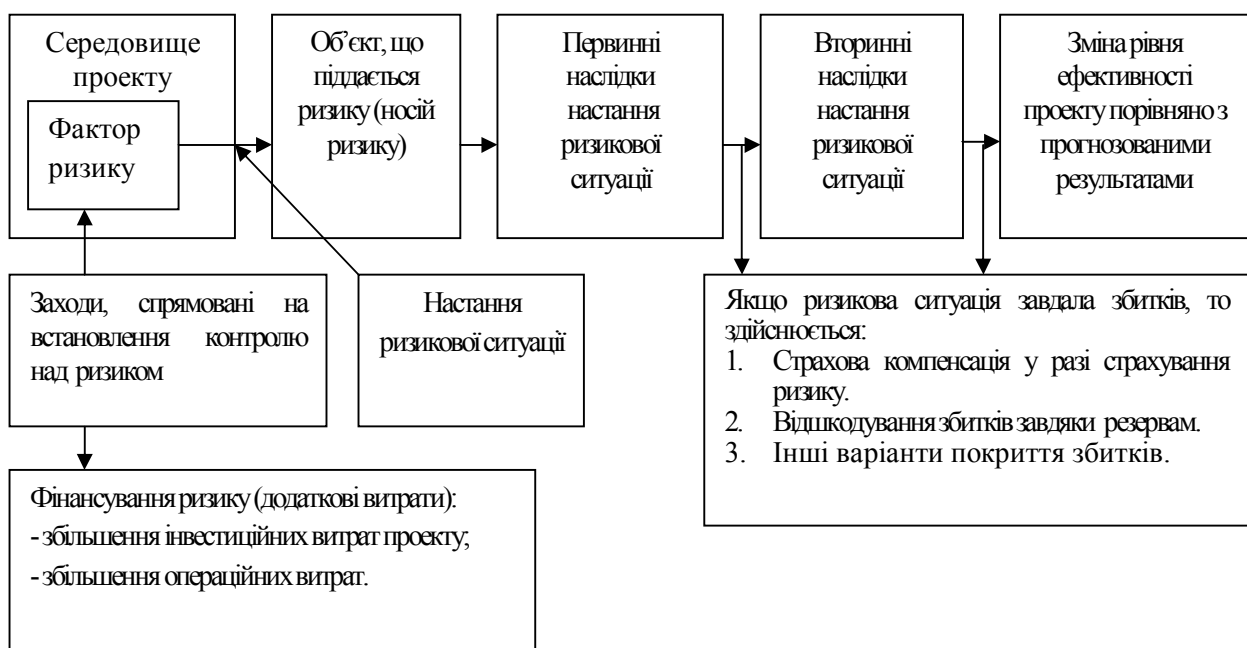 Середовище
проекту
Фактор
ризику
Об’єкт, що
піддається
ризику (носій
ризику)
Первинні
наслідки
настання
ризикової
ситуації
Вторинні
наслідки
настання
ризикової
ситуації
Зміна рівня
ефективності
проекту порівняно з
прогнозованими
результатами
Заходи, спрямовані на
встановлення контролю
над ризиком
Настання
ризикової ситуації
Якщо ризикова ситуація завдала збитків, то
здійснюється:
1. Страхова компенсація у разі страхування
ризику.
2. Відшкодування збитків завдяки резервам.
3. Інші варіанти покриття збитків.
Фінансування ризику (додаткові витрати):
- збільшення інвестиційних витрат проекту;
- збільшення операційних витрат.